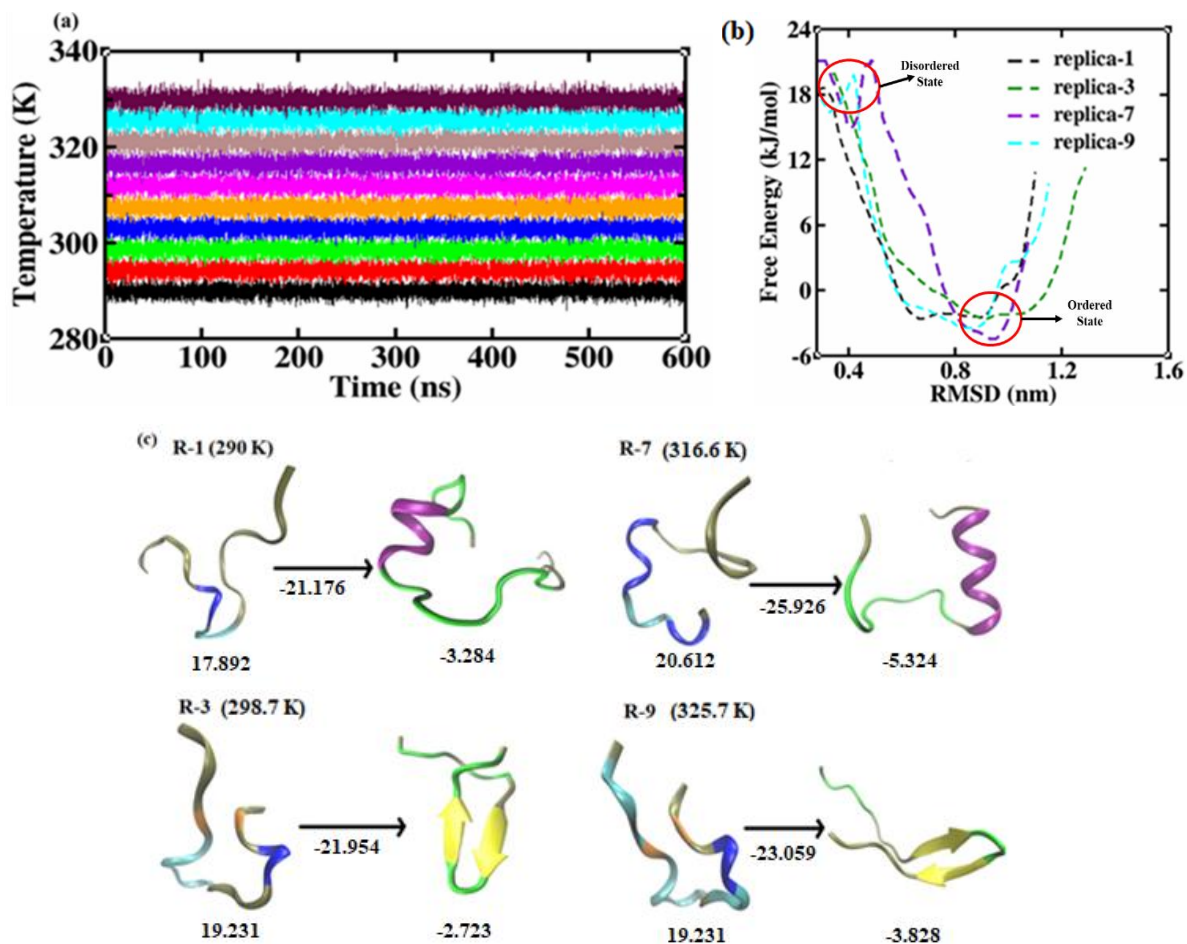 (a)
340
320
300
280
Temperature (K)
0 100 200 300 400 500 600
Time (ns)
(b)
24
18
12
6
0
-6
Free Energy (kJ/mol)
Disordered
State
replica-1
replica-3
replica-7
replica-9
Ordered
State
0.4 0.8 1.2 1.6
RMSD (nm)
(c)
R-1 (290 K)
-21.176
17.892
-3.284
R-7 (316.6 K)
-25.926
20.612
-5.324
R-3 (298.7 K)
-21.954
19.231
-2.723
R-9 (325.7 K)
-23.059
19.231
-3.828